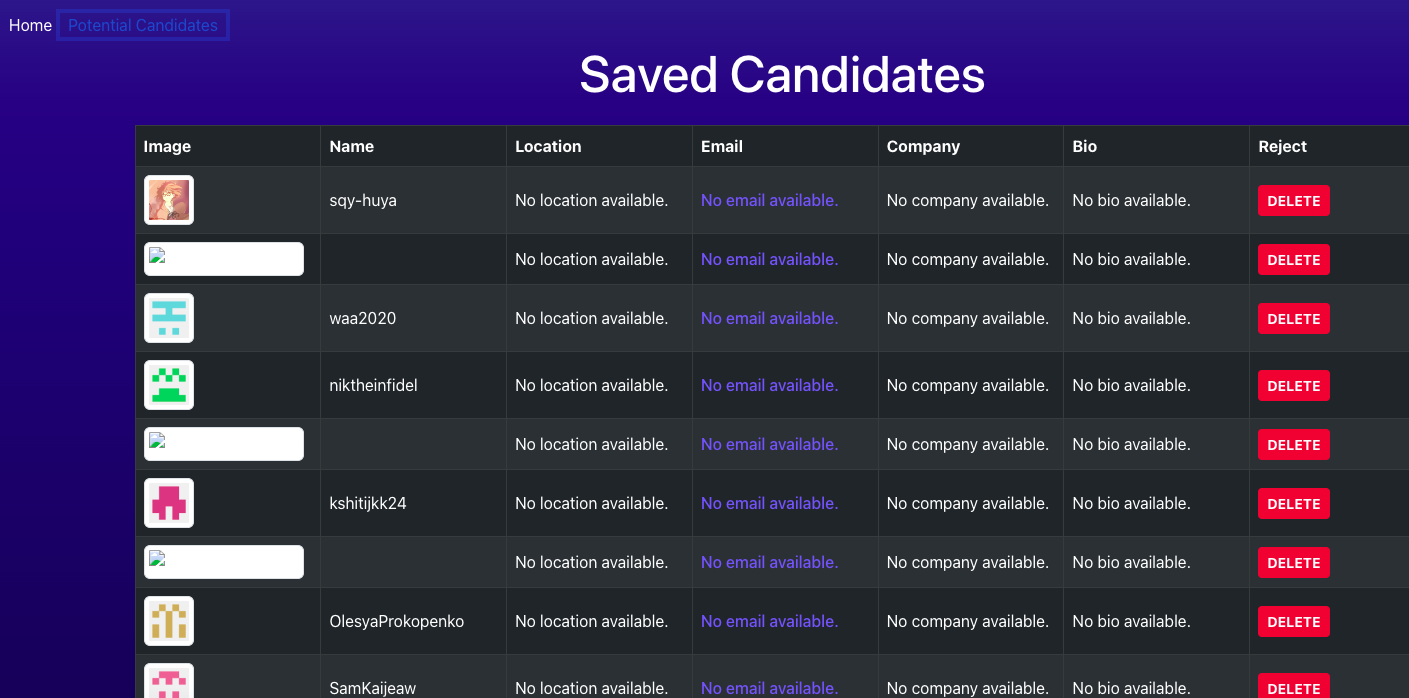 Home Potential Candidates
Saved Candidates
Image Name Location Email Company Bio Reject
sqy-huya No location available. No email available. No company available. No bio available. DELETE
No location available. No email available. No company available. No bio available. DELETE
waa2020 No location available. No email available. No company available. No bio available. DELETE
niktheinfidel No location available. No email available. No company available. No bio available. DELETE
No location available. No email available. No company available. No bio available. DELETE
kshitijkk24 No location available. No email available. No company available. No bio available. DELETE
No location available. No email available. No company available. No bio available. DELETE
OlesyaProkopenko No location available. No email available. No company available. No bio available. DELETE
SamKaijeaw No location available. No email available. No company available. No bio available. DELETE